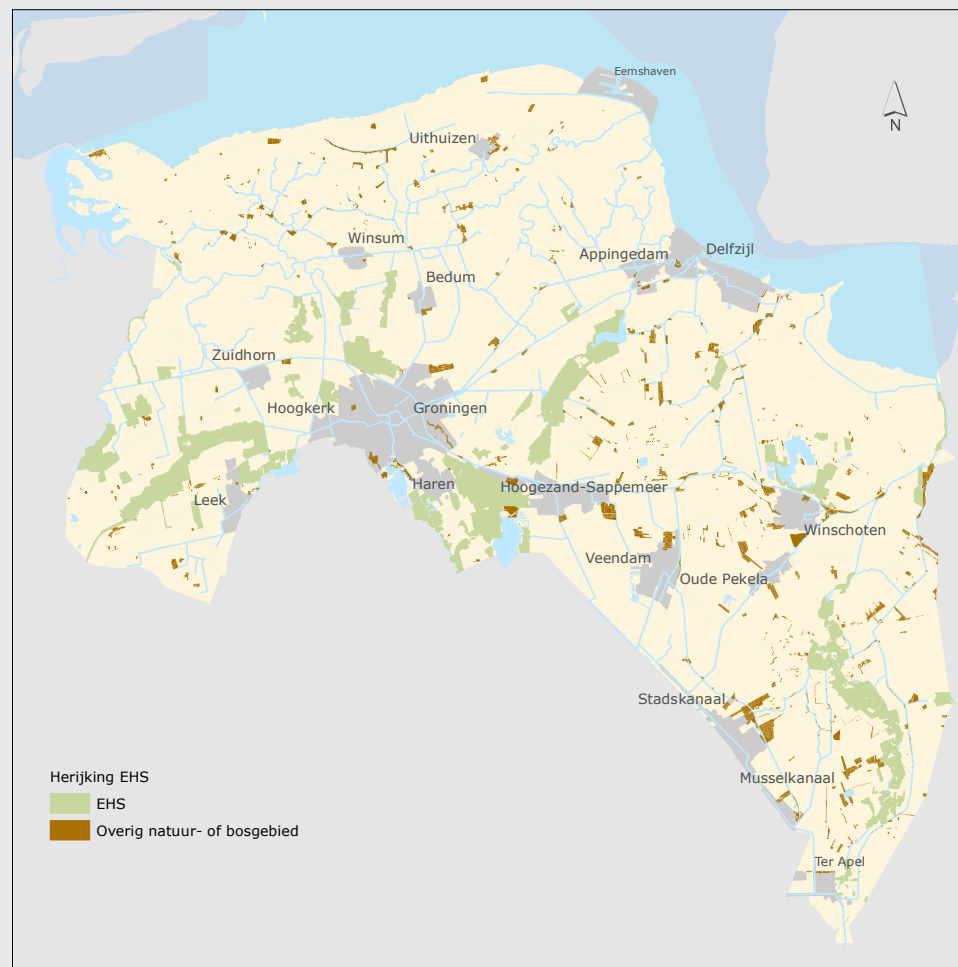 Eemshaven
N
Uithuizen
Winsum
Appingedam
Delfzijl
Bedum
Zuidhorn
Hoogkerk
Groningen
Haren
Hoogezand-Sappemeer
Leek
Winschoten
Veendam
Oude Pekela
Stadskanaal
Musselkanaal
Herijking EHS
EHS
Overig natuur- of bosgebied
Ter Apel